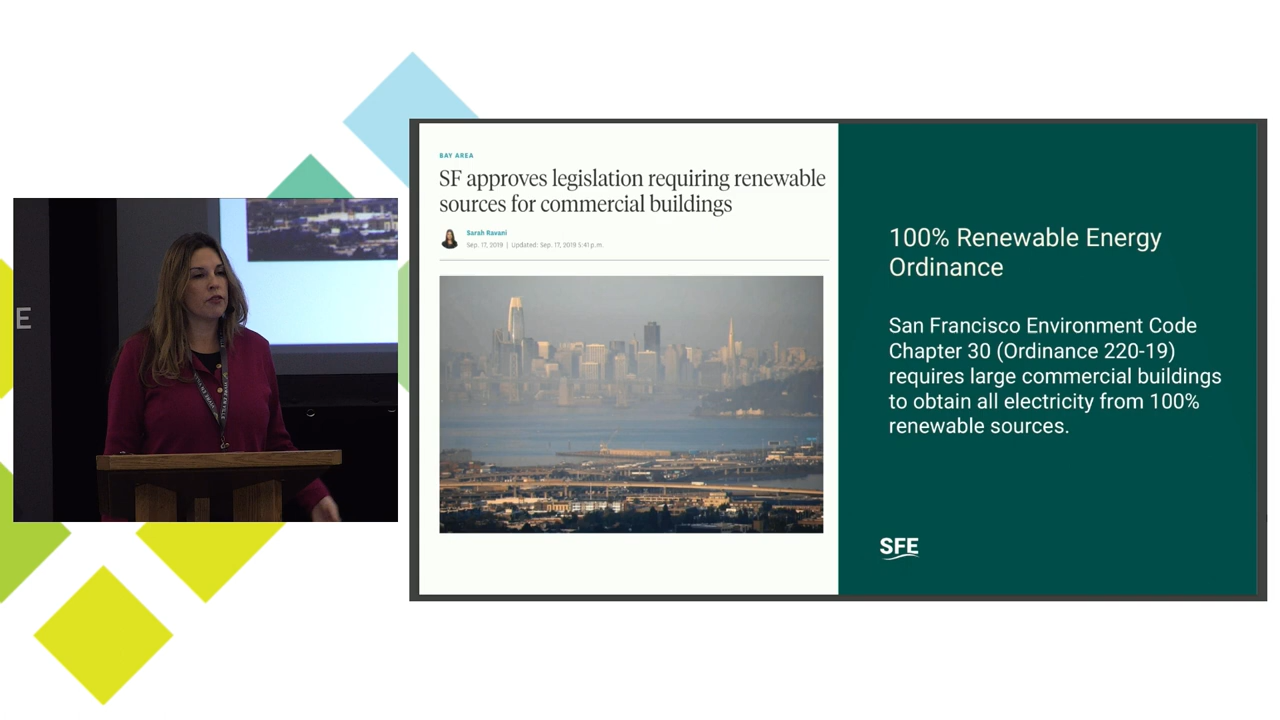 E
BAY AREA
SF approves legislation requiring renewable
sources for commercial buildings
Sarah Ravani
Sep. 17, 2019 | Updated: Sep. 17, 2019 5:41 p.m.
100% Renewable Energy
Ordinance
San Francisco Environment Code
Chapter 30 (Ordinance 220-19)
requires large commercial buildings
to obtain all electricity from 100%
renewable sources.
SFE